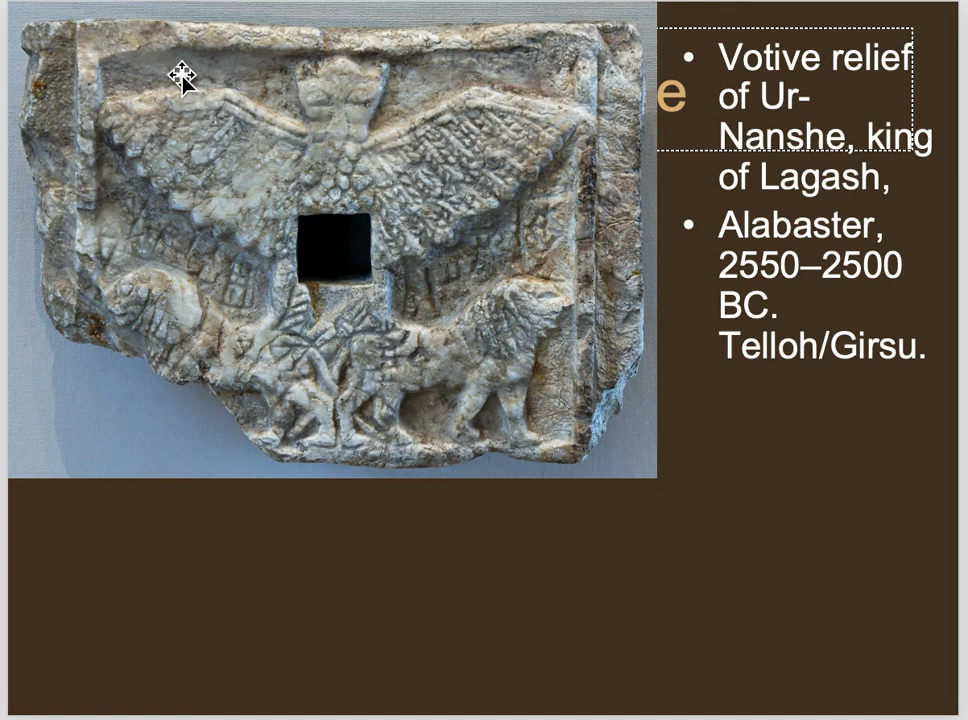 e
• Votive relief
of Ur-
Nanshe, king
of Lagash,
• Alabaster,
2550–2500
BC.
Telloh/Girsu.